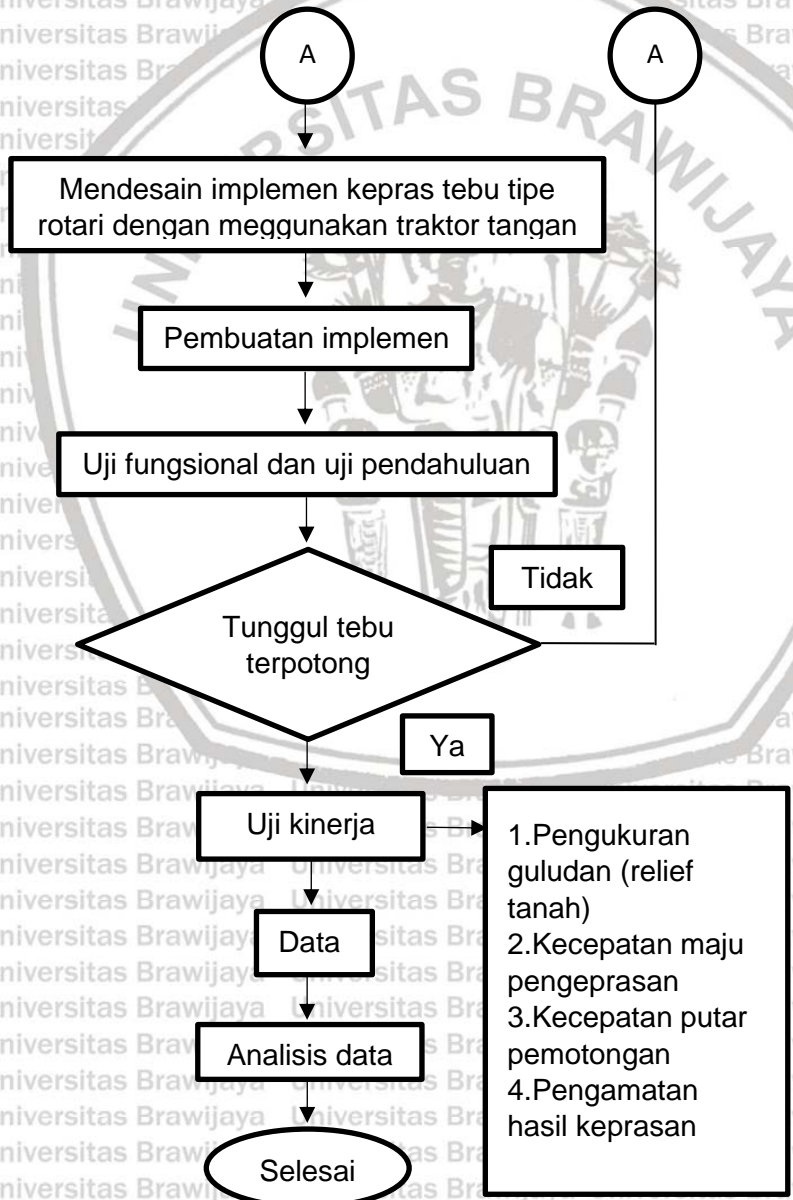 A
A
UNIVERSITAS BRAWIJAYA
Mendesain implemen kepras tebu tipe
rotari dengan meggunakan traktor tangan
Pembuatan implemen
Uji fungsional dan uji pendahuluan
Tidak
Tunggul tebu
terpotong
Ya
Uji kinerja
1.Pengukuran
guludan (relief
tanah)
2.Kecepatan maju
pengeprasan
3.Kecepatan putar
pemotongan
4.Pengamatan
hasil keprasan
Data
Analisis data
Selesai